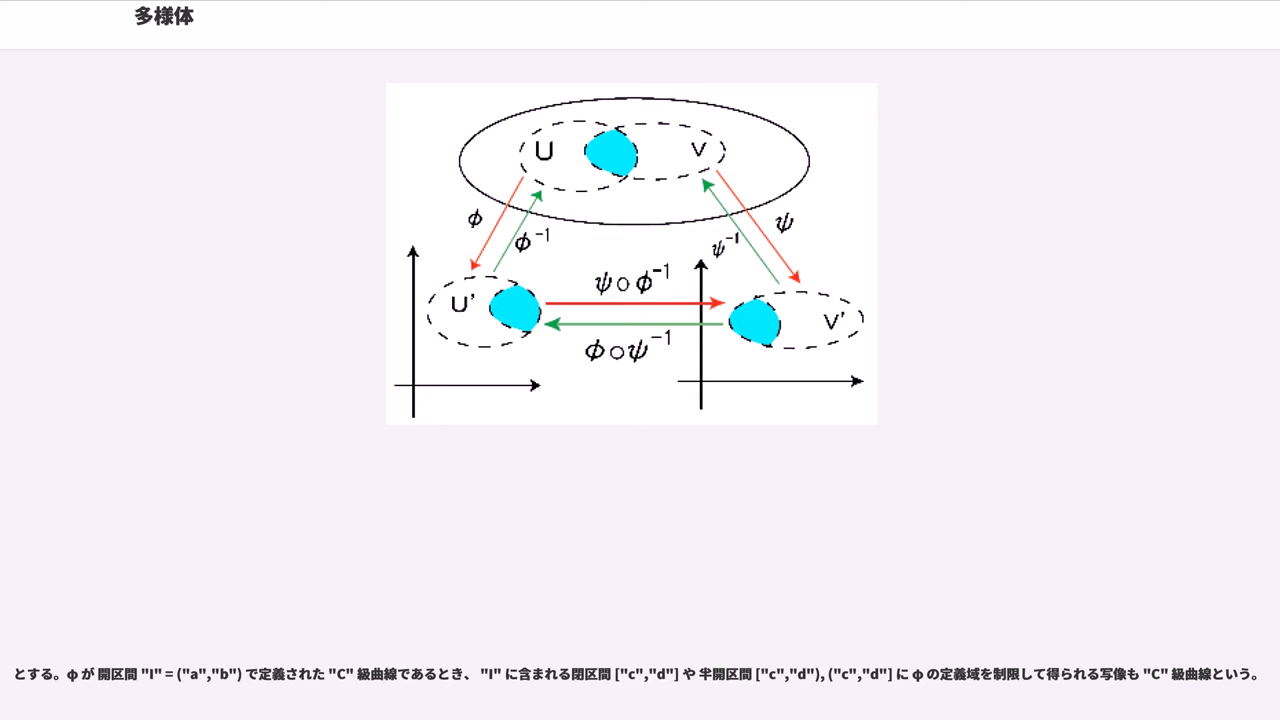 多様体
U V
φ φ⁻¹ ψ⁻¹ ψ
U' ψ○φ⁻¹ V'
φ○ψ⁻¹
とする。φ が 開区間 "I" = ("a","b") で定義された "C" 級曲線であるとき、 "I" に含まれる閉区間 ["c","d"] や 半開区間 ["c","d"), ("c","d"] に φ の定義域を制限して得られる写像も "C" 級曲線という。